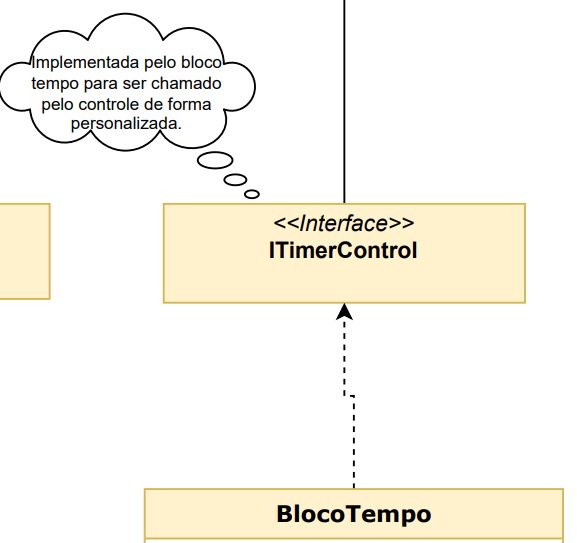 Implementada pelo bloco
tempo para ser chamado
pelo controle de forma
personalizada.
<<Interface>>
ITimerControl
BlocoTempo